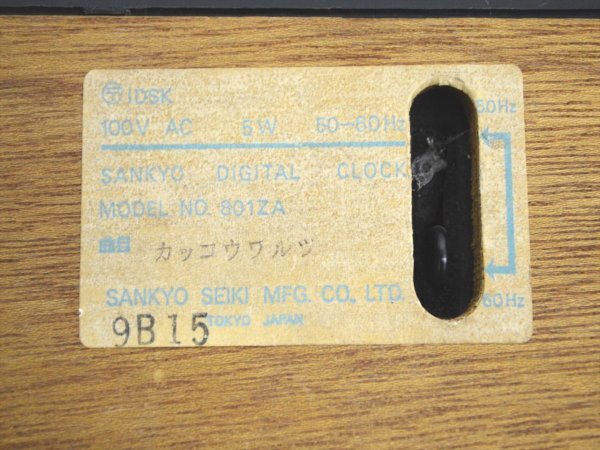 〒 IDSK
100V AC 5W 50-60Hz
50Hz
SANKYO DIGITAL CLOCK
MODEL NO. 801ZA
曲名 カッコウワルツ
SANKYO SEIKI MFG. CO., LTD.
60Hz
9B15
TOKYO JAPAN